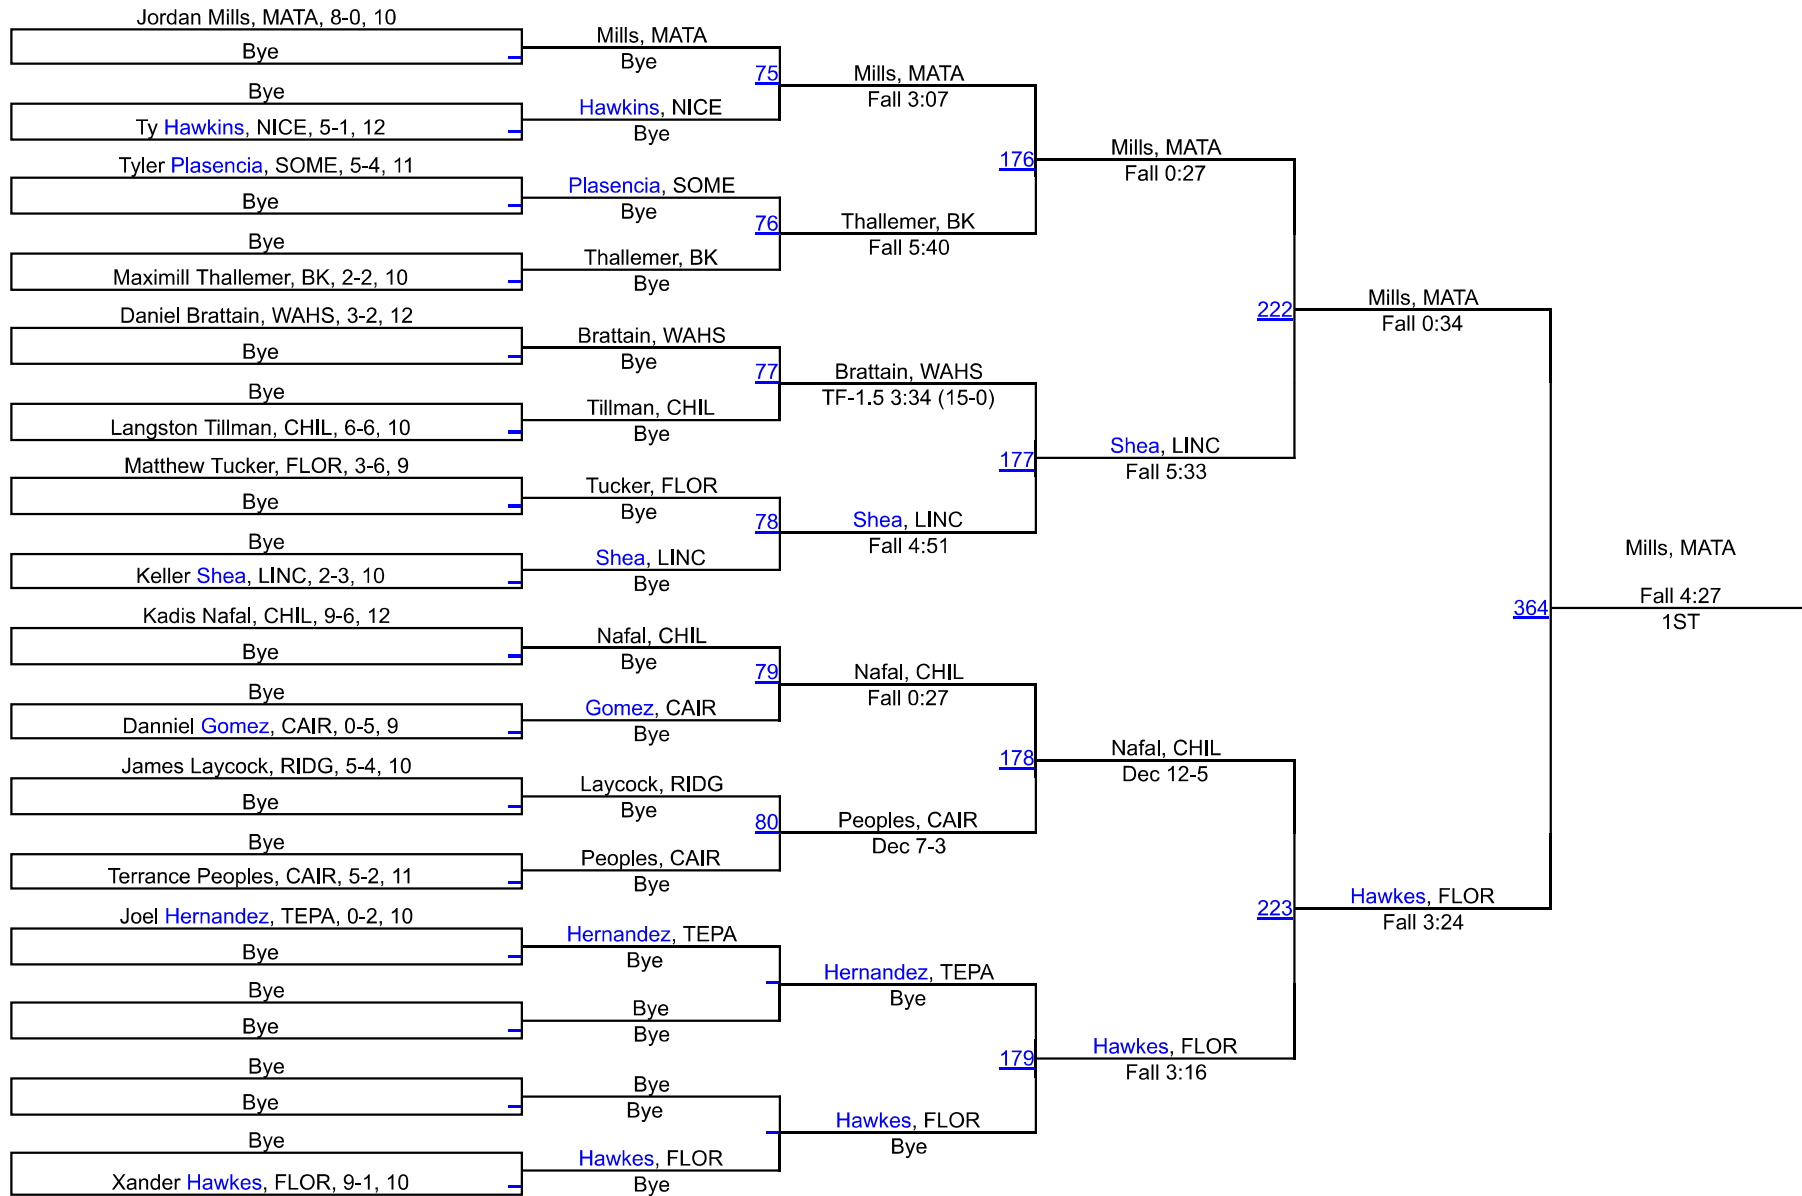 Jordan Mills, MATA, 8-0, 10
Bye
Bye
Ty Hawkins, NICE, 5-1, 12
Tyler Plasencia, SOME, 5-4, 11
Bye
Bye
Maximill Thallemer, BK, 2-2, 10
Daniel Brattain, WAHS, 3-2, 12
Bye
Bye
Langston Tillman, CHIL, 6-6, 10
Matthew Tucker, FLOR, 3-6, 9
Bye
Bye
Keller Shea, LINC, 2-3, 10
Kadis Nafal, CHIL, 9-6, 12
Bye
Bye
Danniel Gomez, CAIR, 0-5, 9
James Laycock, RIDG, 5-4, 10
Bye
Bye
Terrance Peoples, CAIR, 5-2, 11
Joel Hernandez, TEPA, 0-2, 10
Bye
Bye
Bye
Bye
Bye
Bye
Xander Hawkes, FLOR, 9-1, 10
Mills, MATA
Bye
Hawkins, NICE
Bye
Plasencia, SOME
Bye
Thallemer, BK
Bye
Brattain, WAHS
Bye
Tillman, CHIL
Bye
Tucker, FLOR
Bye
Shea, LINC
Bye
Nafal, CHIL
Bye
Gomez, CAIR
Bye
Laycock, RIDG
Bye
Peoples, CAIR
Bye
Hernandez, TEPA
Bye
Bye
Bye
Bye
Bye
Hawkes, FLOR
Bye
75
76
77
78
79
80
Mills, MATA
Fall 3:07
Thallemer, BK
Fall 5:40
Brattain, WAHS
TF-1.5 3:34 (15-0)
Shea, LINC
Fall 4:51
Nafal, CHIL
Fall 0:27
Peoples, CAIR
Dec 7-3
Hernandez, TEPA
Bye
Hawkes, FLOR
Bye
176
177
178
179
Mills, MATA
Fall 0:27
Shea, LINC
Fall 5:33
Nafal, CHIL
Dec 12-5
Hawkes, FLOR
Fall 3:16
222
223
Mills, MATA
Fall 0:34
Hawkes, FLOR
Fall 3:24
364
Mills, MATA
Fall 4:27
1ST